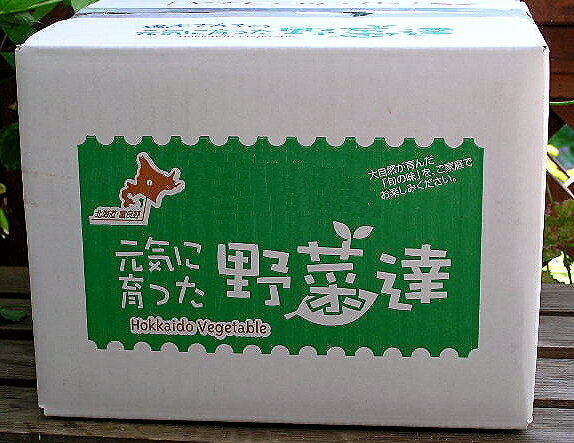 大自然が育んだ
「旬の味」を、ご家庭で
お楽しみください。
北海道 富良野
元気に
育った
野菜達
Hokkaido Vegetable